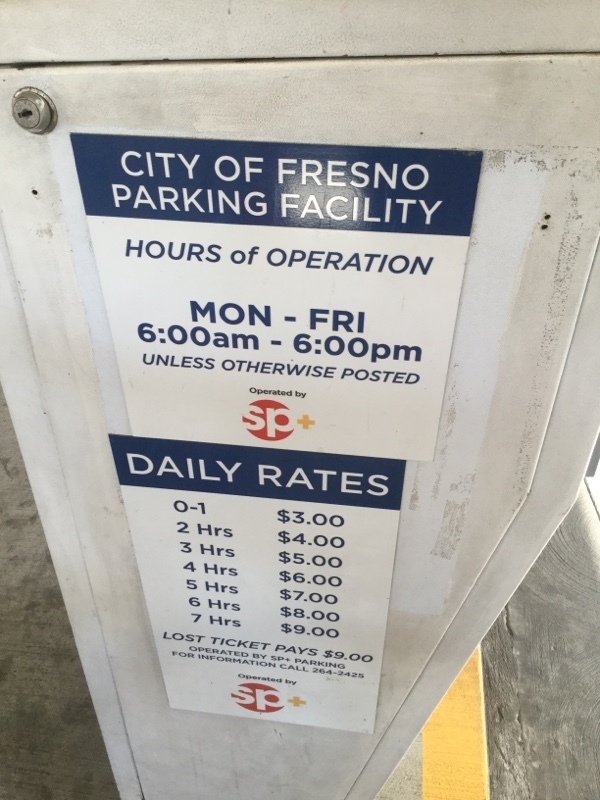 CITY OF FRESNO
PARKING FACILITY
HOURS of OPERATION
MON - FRI
6:00am - 6:00pm
UNLESS OTHERWISE POSTED
Operated by
sp+
DAILY RATES
0-1 $3.00
2 Hrs $4.00
3 Hrs $5.00
4 Hrs $6.00
5 Hrs $7.00
6 Hrs $8.00
7 Hrs $9.00
LOST TICKET PAYS $9.00
OPERATED BY SP+ PARKING
FOR INFORMATION CALL 264-2425
Operated by
sp+